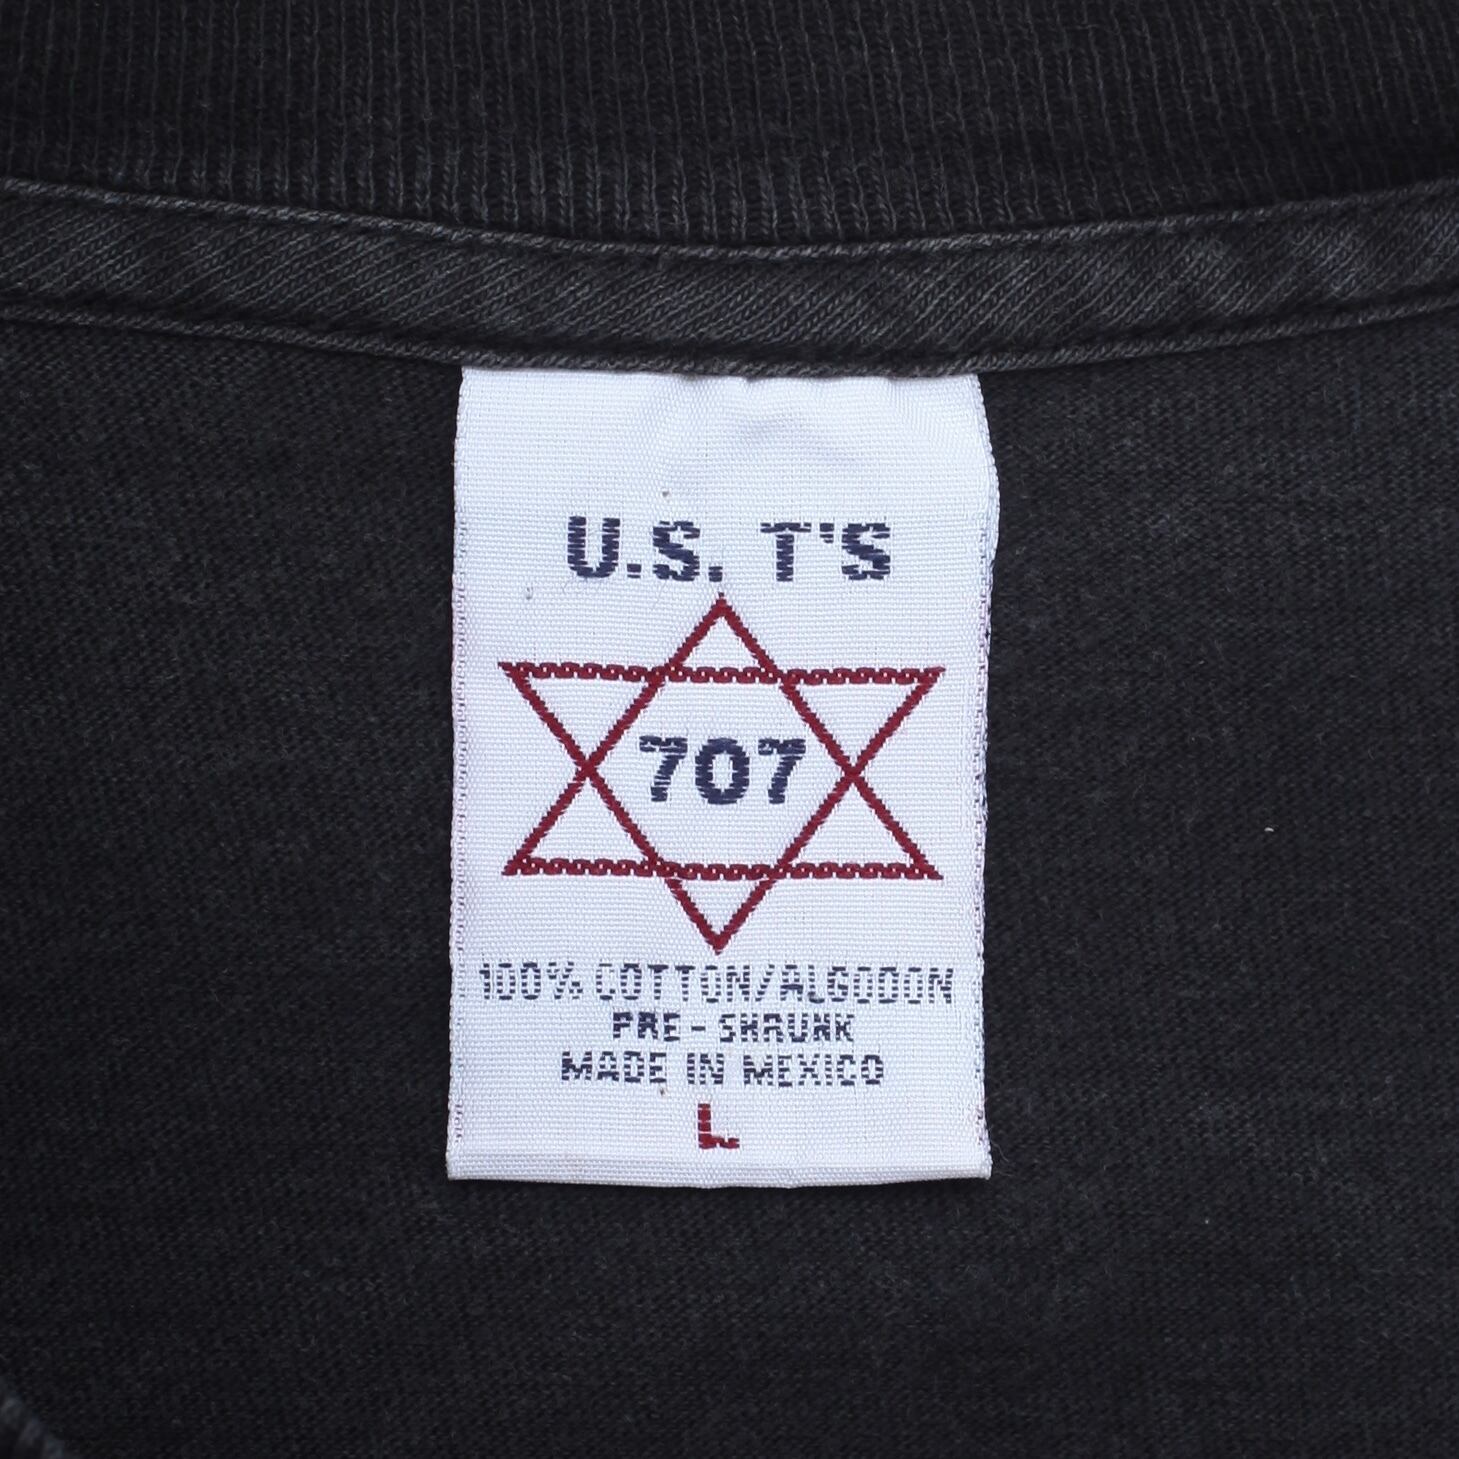 U.S. T'S
707
100% COTTON/ALGODON
PRE-SHRUNK
MADE IN MEXICO
L